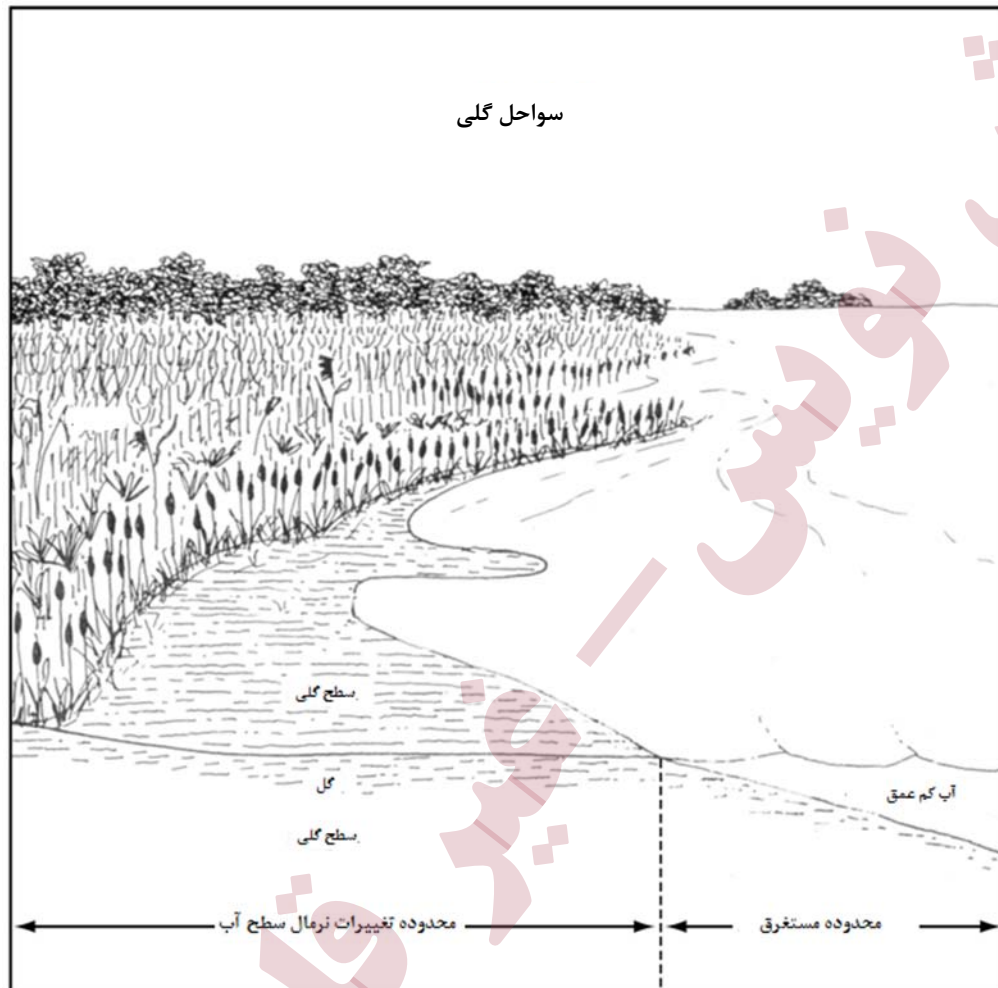 سواحل گلی
سطح گلی
گل
آب کم عمق
سطح گلی
محدوده مستغرق
محدوده تغییرات نرمال سطح آب